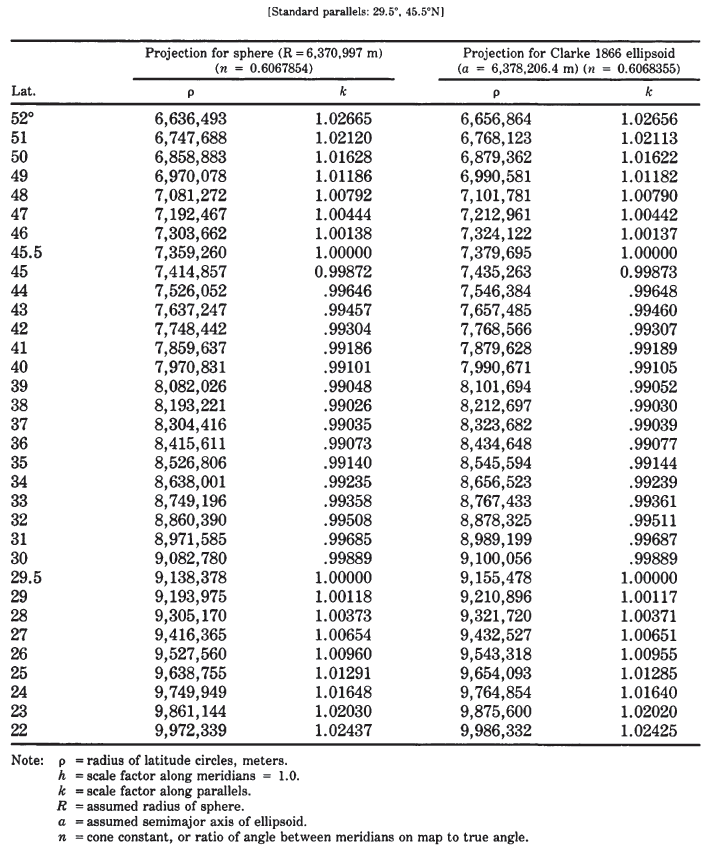 [Standard parallels: 29.5°, 45.5°N]
Projection for sphere (R = 6,370,997 m) Projection for Clarke 1866 ellipsoid
(n = 0.6067854) (a = 6,378,206.4 m) (n = 0.6068355)
Lat. ρ k ρ k
52° 6,636,493 1.02665 6,656,864 1.02656
51 6,747,688 1.02120 6,768,123 1.02113
50 6,858,883 1.01628 6,879,362 1.01622
49 6,970,078 1.01186 6,990,581 1.01182
48 7,081,272 1.00792 7,101,781 1.00790
47 7,192,467 1.00444 7,212,961 1.00442
46 7,303,662 1.00138 7,324,122 1.00137
45.5 7,359,260 1.00000 7,379,695 1.00000
45 7,414,857 0.99872 7,435,263 0.99873
44 7,526,052 .99646 7,546,384 .99648
43 7,637,247 .99457 7,657,485 .99460
42 7,748,442 .99304 7,768,566 .99307
41 7,859,637 .99186 7,879,628 .99189
40 7,970,831 .99101 7,990,671 .99105
39 8,082,026 .99048 8,101,694 .99052
38 8,193,221 .99026 8,212,697 .99030
37 8,304,416 .99035 8,323,682 .99039
36 8,415,611 .99073 8,434,648 .99077
35 8,526,806 .99140 8,545,594 .99144
34 8,638,001 .99235 8,656,523 .99239
33 8,749,196 .99358 8,767,433 .99361
32 8,860,390 .99508 8,878,325 .99511
31 8,971,585 .99685 8,989,199 .99687
30 9,082,780 .99889 9,100,056 .99889
29.5 9,138,378 1.00000 9,155,478 1.00000
29 9,193,975 1.00118 9,210,896 1.00117
28 9,305,170 1.00373 9,321,720 1.00371
27 9,416,365 1.00654 9,432,527 1.00651
26 9,527,560 1.00960 9,543,318 1.00955
25 9,638,755 1.01291 9,654,093 1.01285
24 9,749,949 1.01648 9,764,854 1.01640
23 9,861,144 1.02030 9,875,600 1.02020
22 9,972,339 1.02437 9,986,332 1.02425
Note: ρ = radius of latitude circles, meters.
h = scale factor along meridians = 1.0.
k = scale factor along parallels.
R = assumed radius of sphere.
a = assumed semimajor axis of ellipsoid.
n = cone constant, or ratio of angle between meridians on map to true angle.